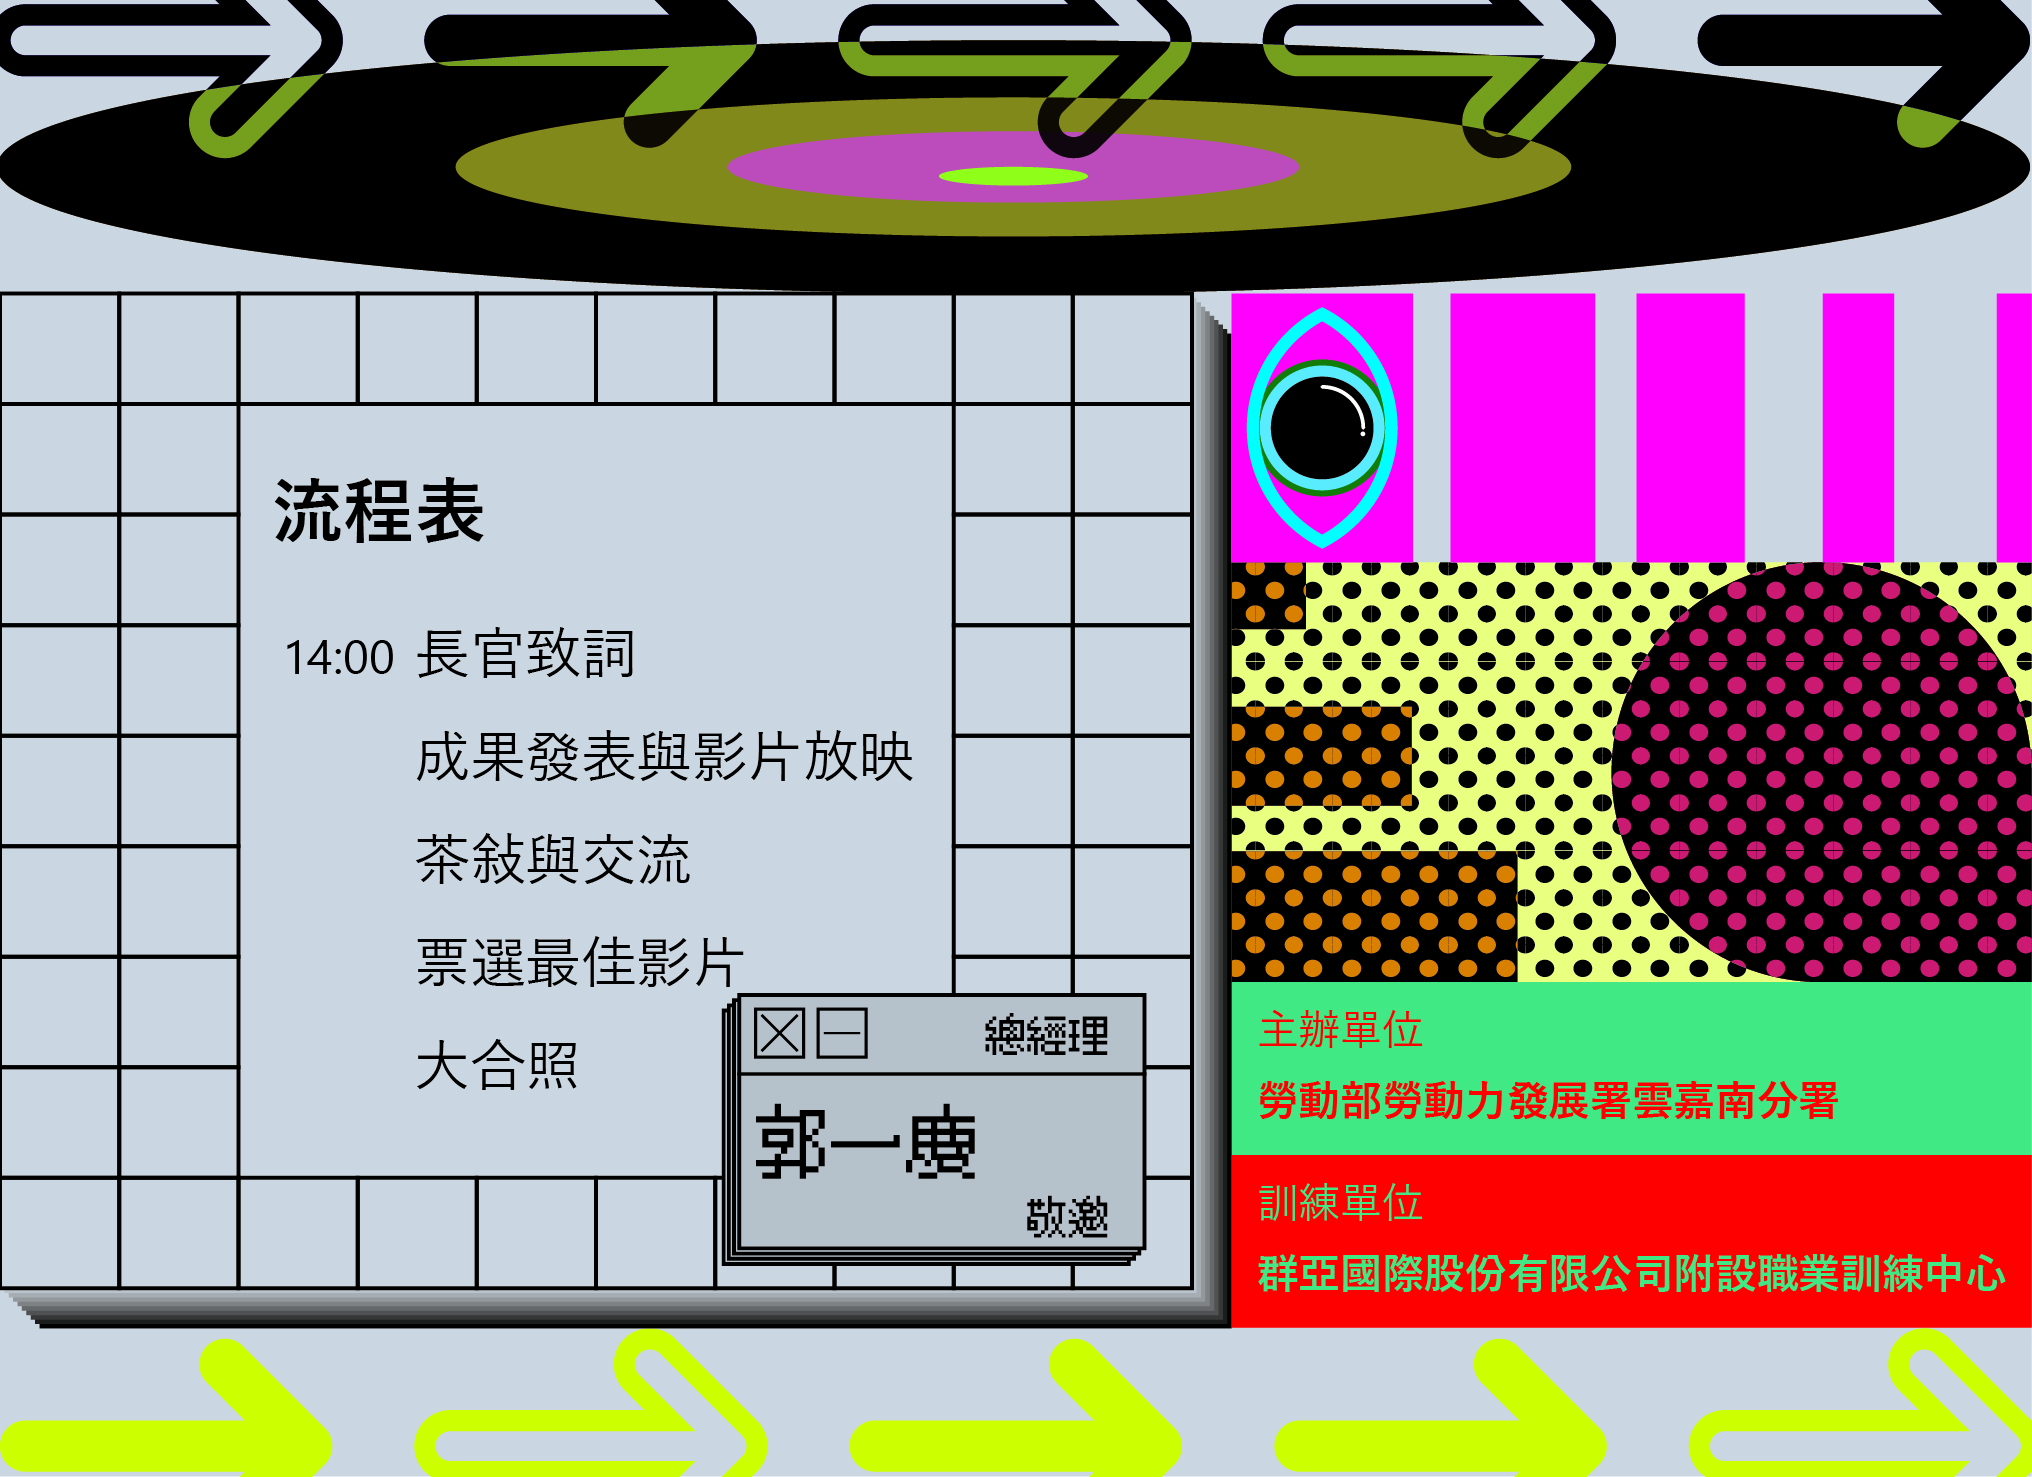 流程表
14:00 長官致詞
成果發表與影片放映
茶敍與交流
票選最佳影片
大合照
總經理
郭一廣
敬邀
主辦單位
勞動部勞動力發展署雲嘉南分署
訓練單位
群亞國際股份有限公司附設職業訓練中心